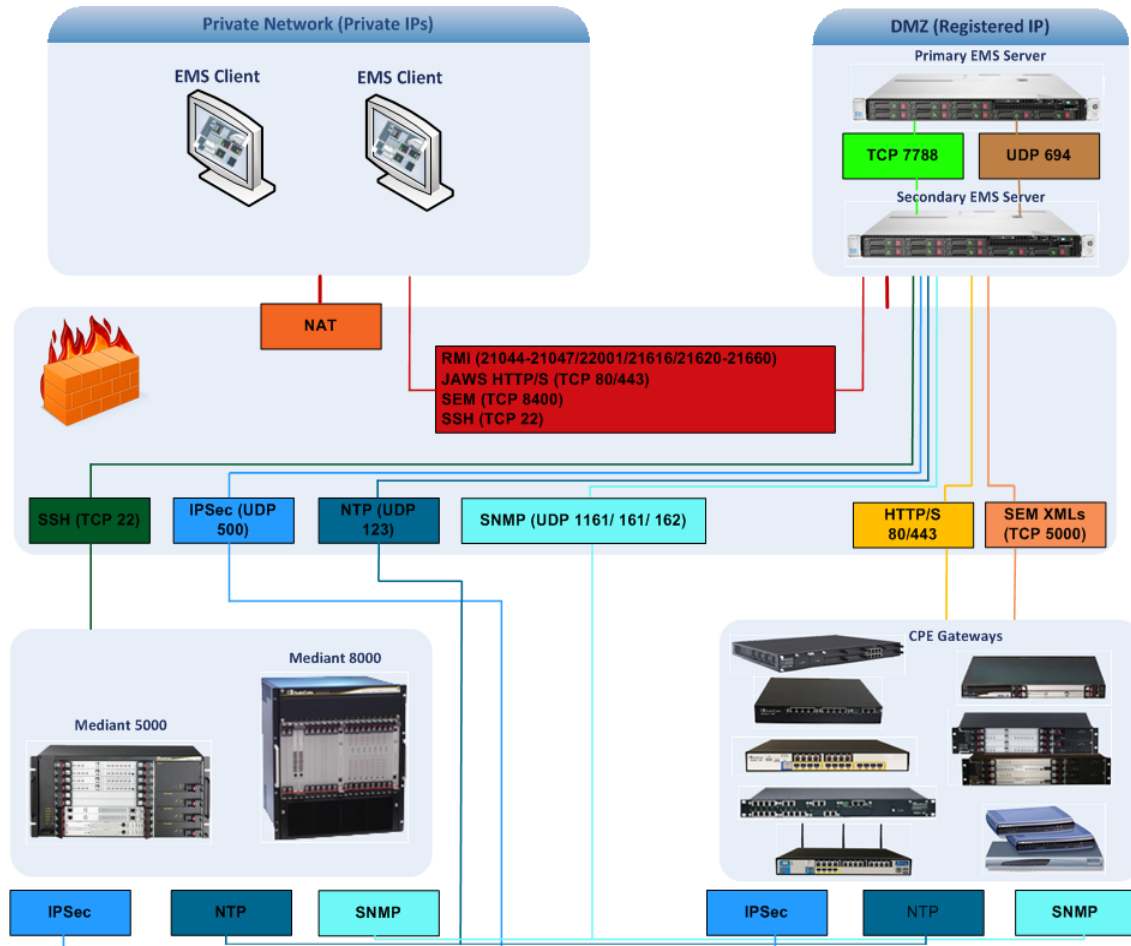 Private Network (Private IPs)
DMZ (Registered IP)
EMS Client
EMS Client
Primary EMS Server
TCP 7788
UDP 694
Secondary EMS Server
NAT
RMI (21044-21047/22001/21616/21620-21660)
JAWS HTTP/S (TCP 80/443)
SEM (TCP 8400)
SSH (TCP 22)
SSH (TCP 22)
IPSec (UDP
500)
NTP (UDP
123)
SNMP (UDP 1161/ 161/ 162)
HTTP/S
80/443
SEM XMLs
(TCP 5000)
Mediant 8000
Mediant 5000
CPE Gateways
IPSec
NTP
SNMP
IPSec
NTP
SNMP